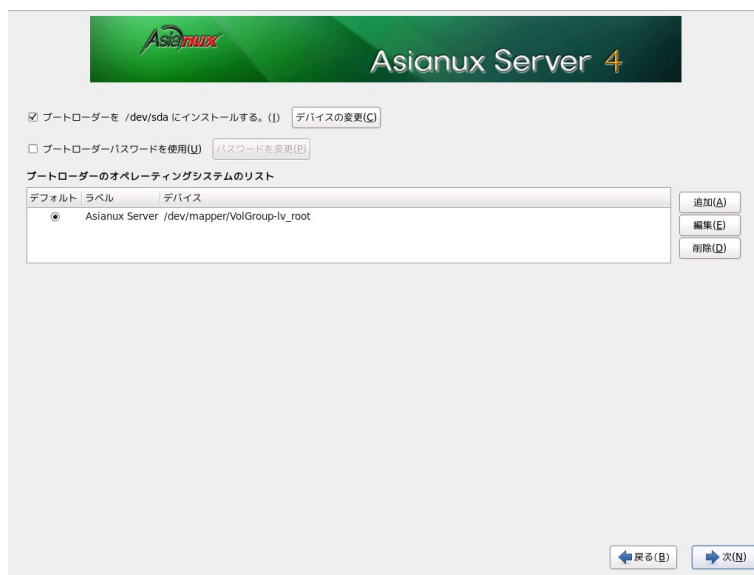 Asianux
Asianux Server 4
ブートローダーを /dev/sda にインストールする。(I) デバイスの変更(C)
ブートローダーパスワードを使用(U) パスワードを変更(P)
ブートローダーのオペレーティングシステムのリスト
デフォルト ラベル デバイス
Asianux Server /dev/mapper/VolGroup-lv_root
追加(A)
編集(E)
削除(D)
戻る(B) 次(N)